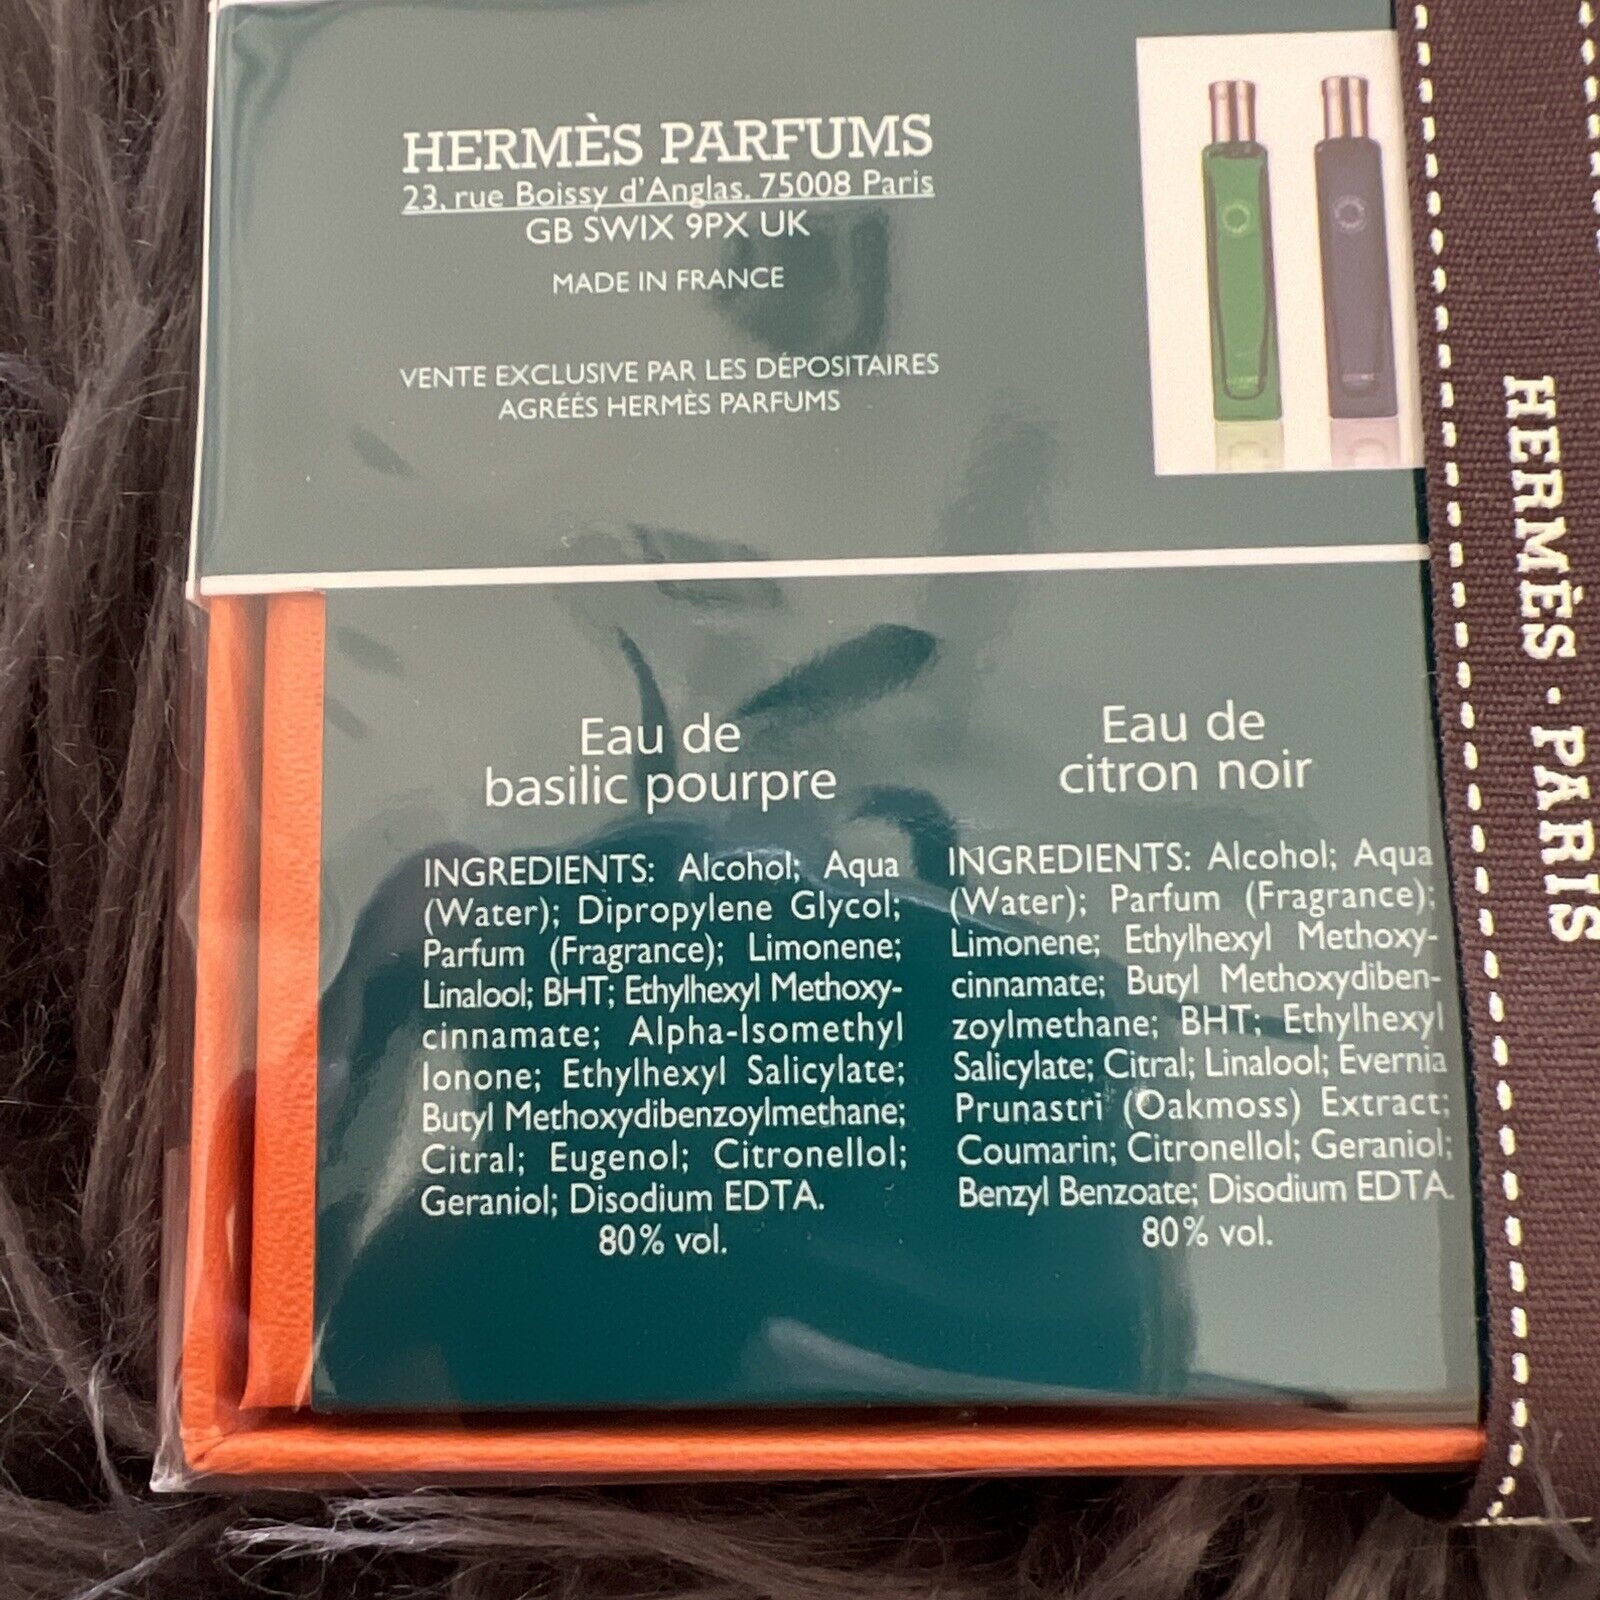 HERMÈS PARFUMS
23, rue Boissy d'Anglas. 75008 Paris
GB SWIX 9PX UK
MADE IN FRANCE
VENTE EXCLUSIVE PAR LES DÉPOSITAIRES
AGRÉÉS HERMÈS PARFUMS
Eau de
basilic pourpre
INGREDIENTS: Alcohol; Aqua
(Water); Dipropylene Glycol;
Parfum (Fragrance); Limonene;
Linalool; BHT; Ethylhexyl Methoxy-
cinnamate; Alpha-Isomethyl
Ionone; Ethylhexyl Salicylate;
Butyl Methoxydibenzoylmethane;
Citral; Eugenol; Citronellol;
Geraniol; Disodium EDTA.
80% vol.
Eau de
citron noir
INGREDIENTS: Alcohol; Aqua
(Water); Parfum (Fragrance);
Limonene; Ethylhexyl Methoxy-
cinnamate; Butyl Methoxydiben-
zoylmethane; BHT; Ethylhexyl
Salicylate; Citral; Linalool; Evernia
Prunastri (Oakmoss) Extract;
Coumarin; Citronellol; Geraniol;
Benzyl Benzoate; Disodium EDTA.
80% vol.
HERMÈS · PARIS